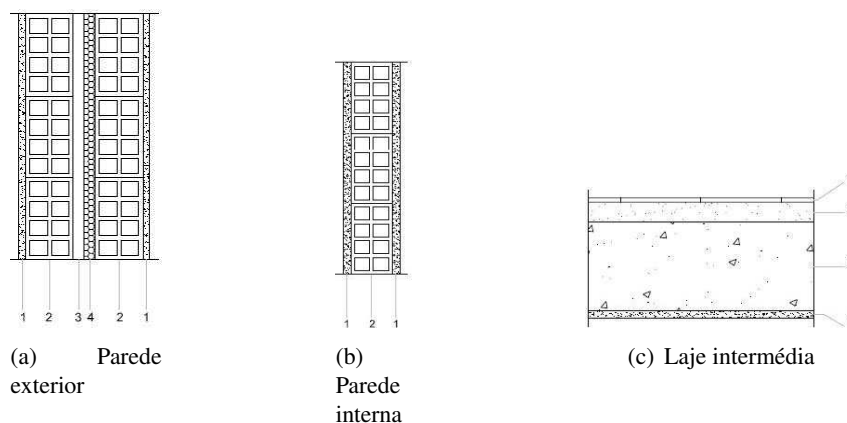 1 2 3 4 2 1
1 2 1
(a) Parede
exterior
(b)
Parede
interna
(c) Laje intermédia